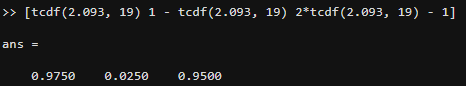 >> [tcdf(2.093, 19) 1 - tcdf(2.093, 19) 2*tcdf(2.093, 19) - 1]
ans =
0.9750    0.0250    0.9500